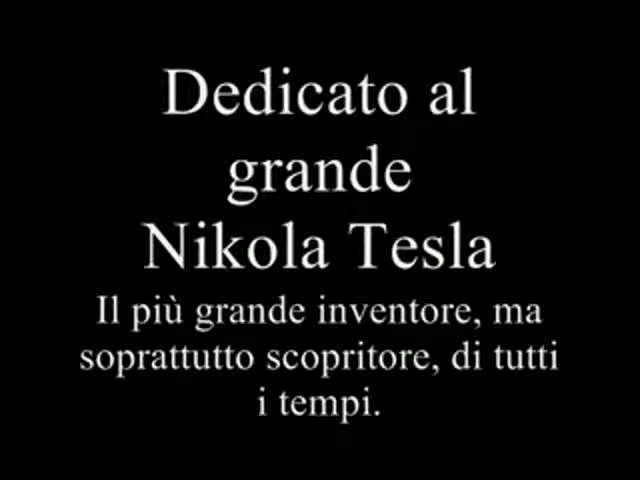 Dedicato al
grande
Nikola Tesla
Il più grande inventore, ma
soprattutto scopritore, di tutti
i tempi.